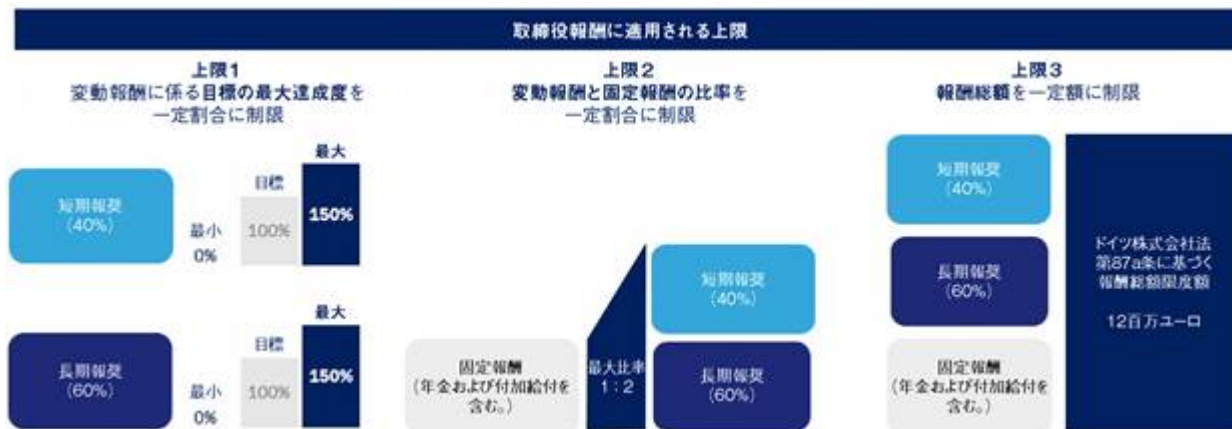 取締役報酬に適用される上限
上限1
変動報酬に係る目標の最大達成度を
一定割合に制限
最大
目標
短期報奨
(40%)
最小
0%
100%
150%
最大
目標
長期報奨
(60%)
最小
0%
100%
150%
上限2
変動報酬と固定報酬の比率を
一定割合に制限
固定報酬
(年金および付加給付を
含む。)
最大比率
1:2
短期報奨
(40%)
長期報奨
(60%)
上限3
報酬総額を一定額に制限
短期報奨
(40%)
長期報奨
(60%)
固定報酬
(年金および付加給付を
含む。)
ドイツ株式会社法
第87a条に基づく
報酬総額限度額
12百万ユーロ